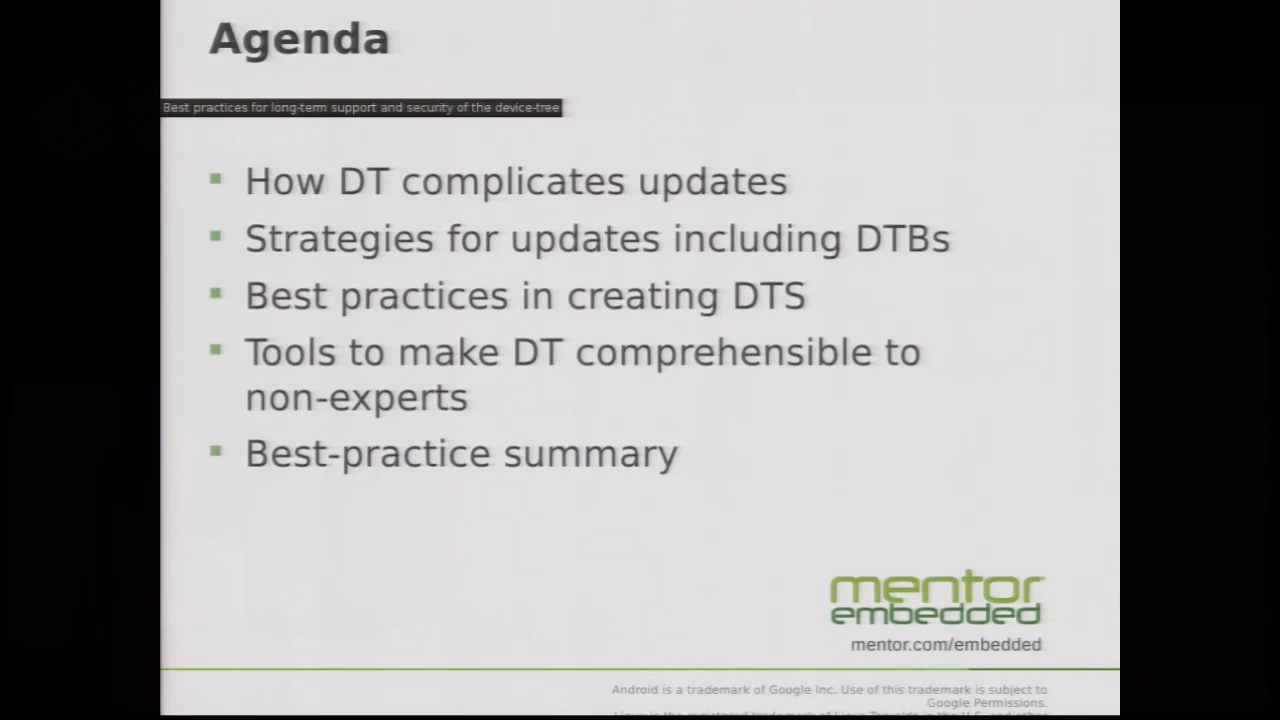 Agenda
Best practices for long-term support and security of the device-tree
How DT complicates updates
Strategies for updates including DTBs
Best practices in creating DTS
Tools to make DT comprehensible to
non-experts
Best-practice summary
mentor
embedded
mentor.com/embedded
Android is a trademark of Google Inc. Use of this trademark is subject to
Google Permissions.